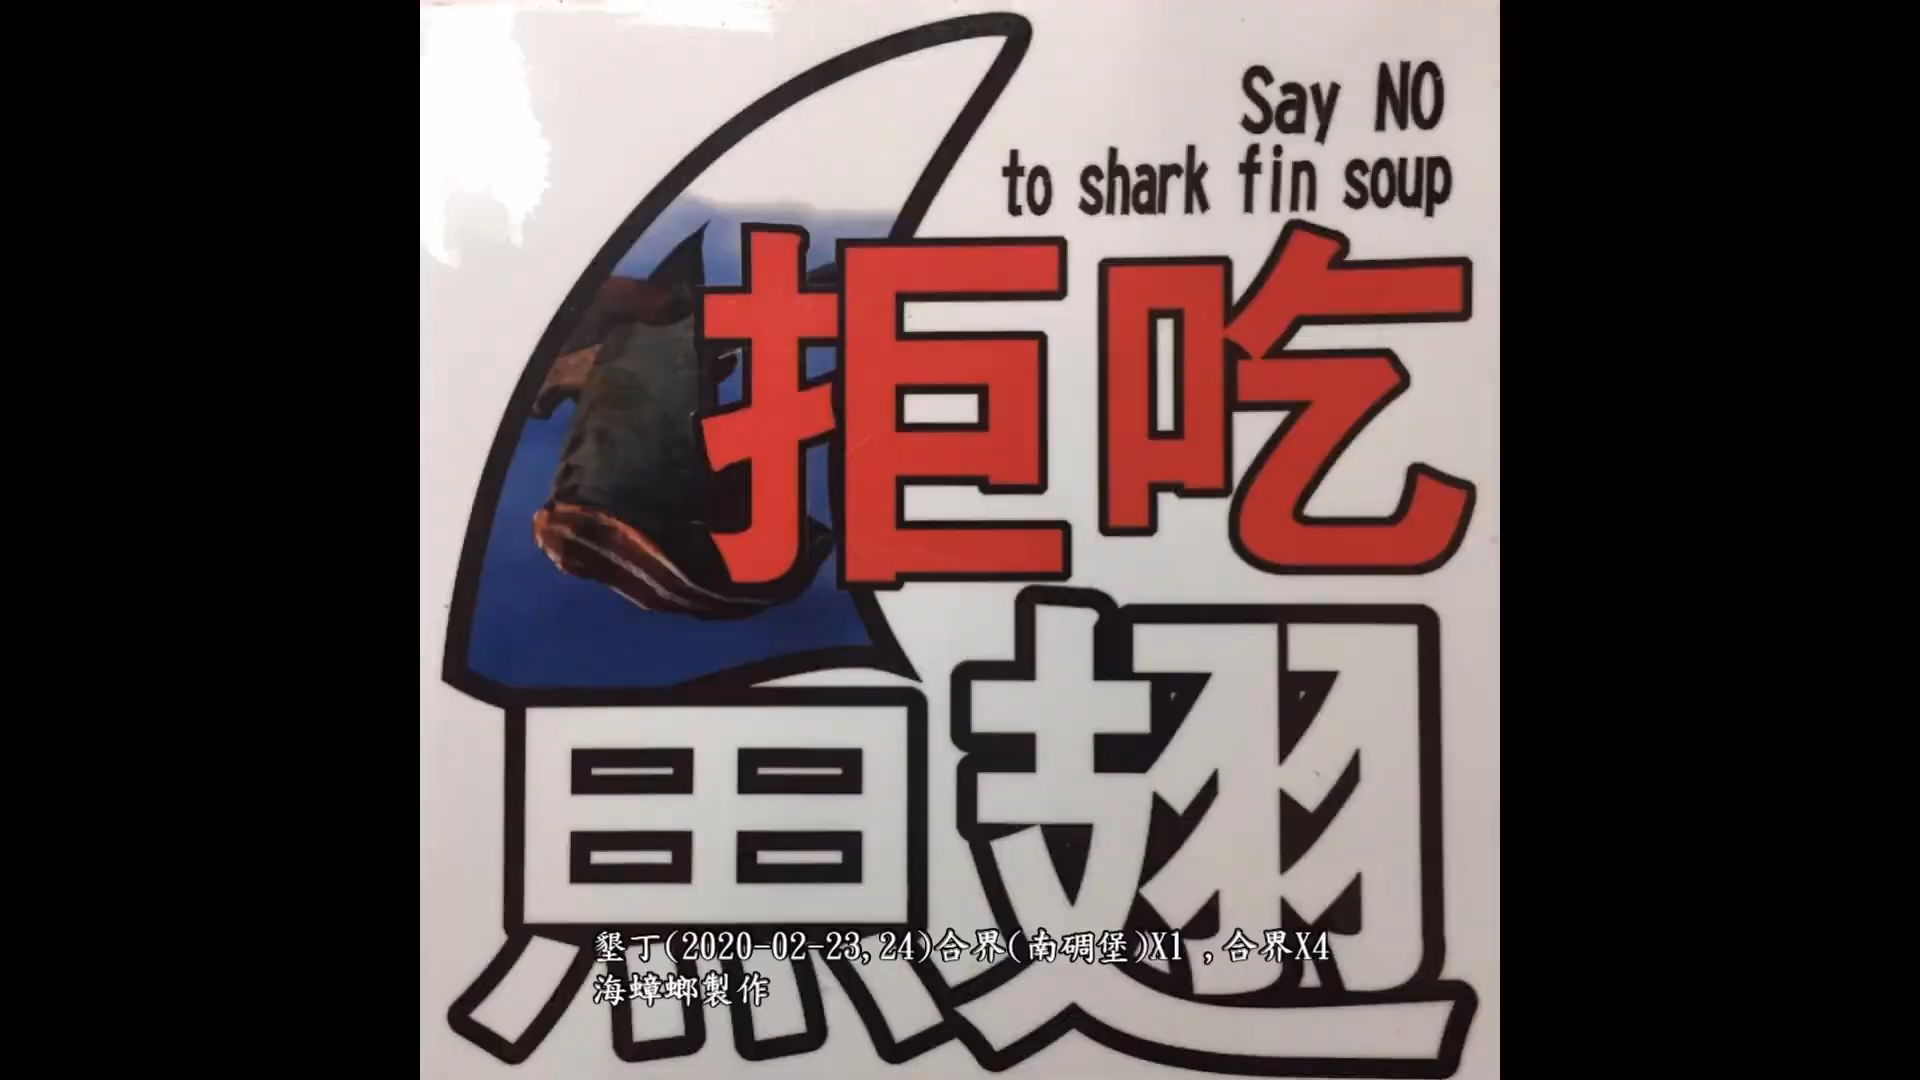 Say NO
to shark fin soup
拒吃
魚翅
墾丁(2020-02-23,24)合界(南碉堡)X1 ,合界X4
海蟑螂製作